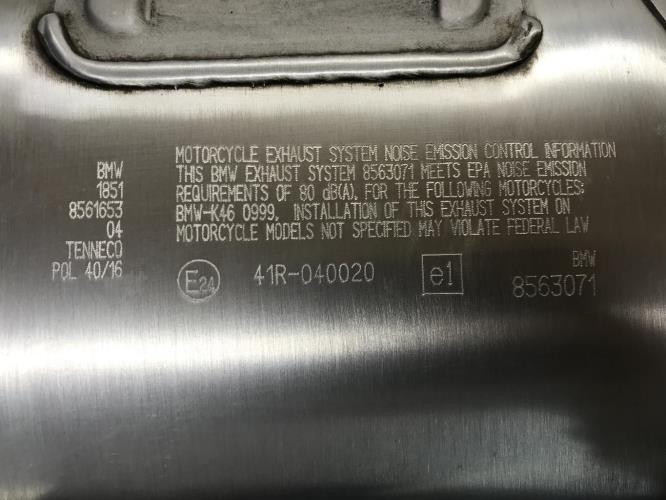 BMW
1851
8561653
04
TENNECO
POL 40/16
MOTORCYCLE EXHAUST SYSTEM NOISE EMISSION CONTROL INFORMATION
THIS BMW EXHAUST SYSTEM 8563071 MEETS EPA NOISE EMISSION
REQUIREMENTS OF 80 dB(A), FOR THE FOLLOWING MOTORCYCLES:
BMW-K46 0999, INSTALLATION OF THIS EXHAUST SYSTEM ON
MOTORCYCLE MODELS NOT SPECIFIED MAY VIOLATE FEDERAL LAW
E24 41R-040020 e1
BMW
8563071